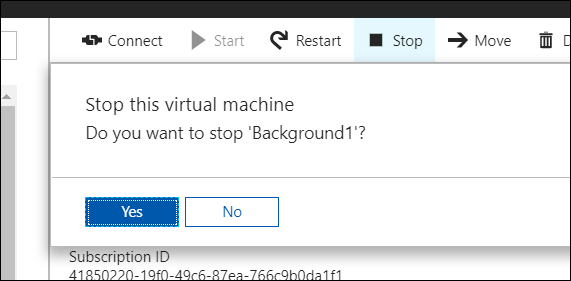 Connect Start Restart Stop Move D
Stop this virtual machine
Do you want to stop 'Background1'?
Yes No
Subscription ID
41850220-19f0-49c6-87ea-766c9b0da1f1